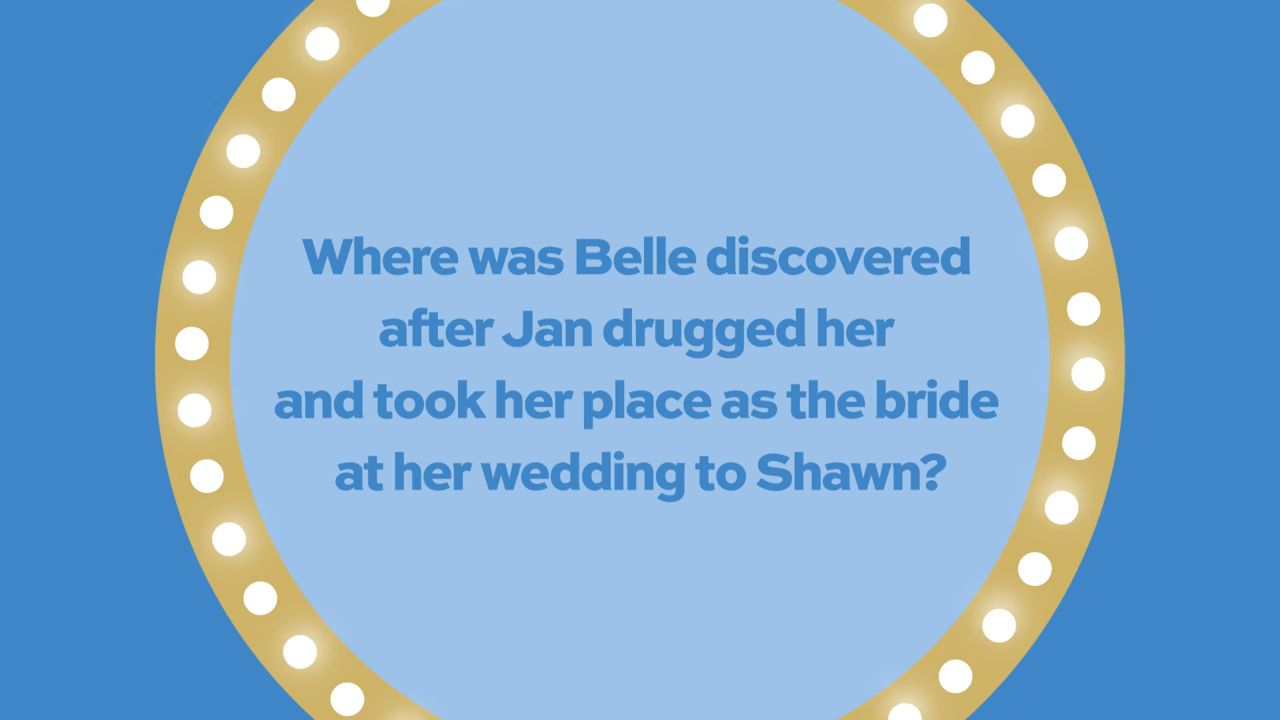 Where was Belle discovered
after Jan drugged her
and took her place as the bride
at her wedding to Shawn?